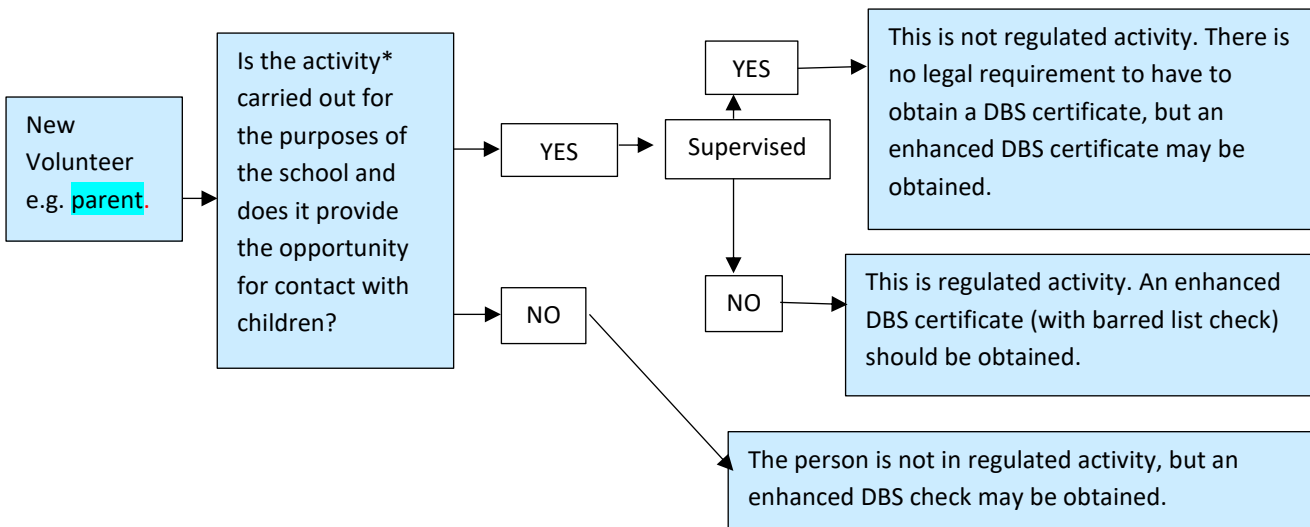 New
Volunteer
e.g. parent.
Is the activity*
carried out for
the purposes of
the school and
does it provide
the opportunity
for contact with
children?
YES
NO
Supervised
YES
NO
This is not regulated activity. There is
no legal requirement to have to
obtain a DBS certificate, but an
enhanced DBS certificate may be
obtained.
This is regulated activity. An enhanced
DBS certificate (with barred list check)
should be obtained.
The person is not in regulated activity, but an
enhanced DBS check may be obtained.